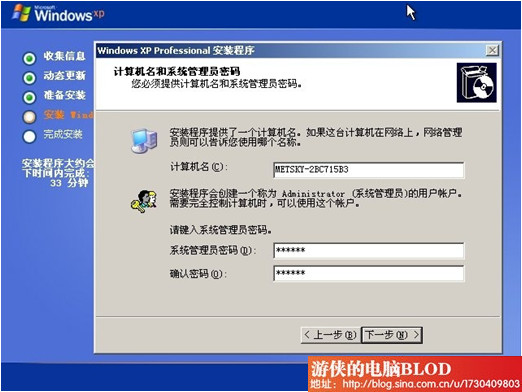 Microsoft
Windows xp
收集信息
动态更新
准备安装
安装 Wind
完成安装
安装程序大约会
下时间内完成:
33 分钟
Windows XP Professional 安装程序
计算机名和系统管理员密码
您必须提供计算机名和系统管理员密码。
安装程序提供了一个计算机名。如果这台计算机在网络上，网络管理
员则可以告诉您使用哪个名称。
计算机名(C):
METSKY-2BC715B3
安装程序会创建一个称为 Administrator (系统管理员)的用户帐户。
需要完全控制计算机时，可以使用这个帐户。
请键入系统管理员密码。
系统管理员密码(D):
******
确认密码(O):
******
< 上一步(B)
下一步(N) >
游侠的电脑BLOD
地址：http://blog.sina.com.cn/u/1730409803